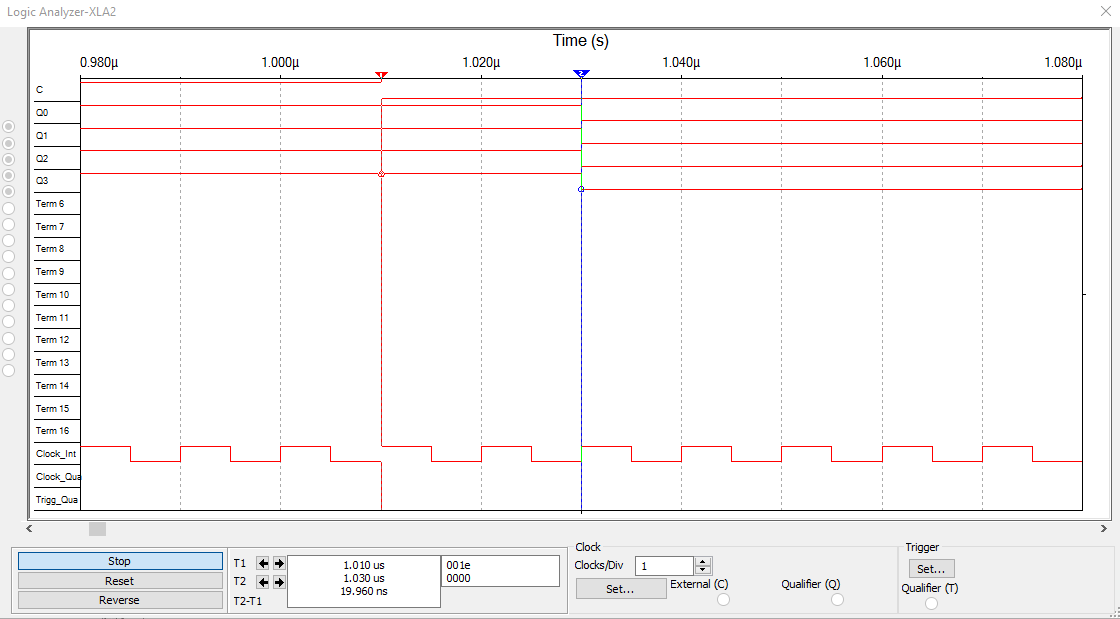 Logic Analyzer-XLA2
Time (s)
0.980µ 1.000µ 1.020µ 1.040µ 1.060µ 1.080µ
1 2
C
Q0
Q1
Q2
Q3
Term 6
Term 7
Term 8
Term 9
Term 10
Term 11
Term 12
Term 13
Term 14
Term 15
Term 16
Clock_Int
Clock_Qua
Trigg_Qua
Stop
Reset
Reverse
T1
T2
T2-T1
1.010 us
1.030 us
19.960 ns
001e
0000
Clock
Clocks/Div 1
Set...
External (C)
Qualifier (Q)
Trigger
Set...
Qualifier (T)